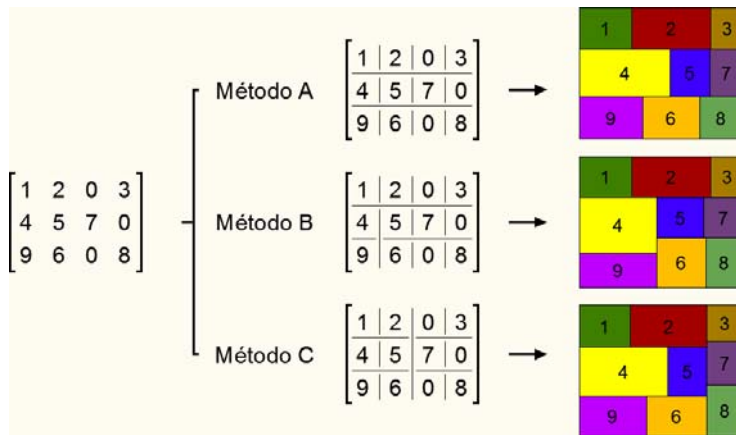 1 2 0 3
4 5 7 0
9 6 0 8
Método A
1 | 2 | 0 | 3
4 | 5 | 7 | 0
9 | 6 | 0 | 8
1 2 3
4 5 7
9 6 8
Método B
1 | 2 | 0 | 3
4 | 5 | 7 | 0
9 | 6 | 0 | 8
1 2 3
4 5 7
9 6 8
Método C
1 | 2 | 0 | 3
4 | 5 | 7 | 0
9 | 6 | 0 | 8
1 2 3
4 5 7
9 6 8